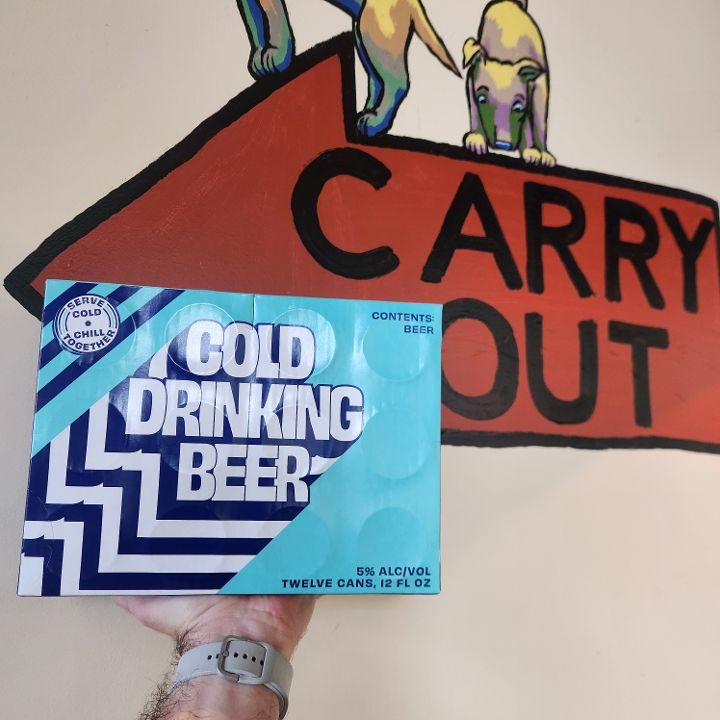 CARRY
OUT
SERVE
COLD
CHILL
TOGETHER
CONTENTS:
BEER
COLD
DRINKING
BEER
5% ALC/VOL
TWELVE CANS, 12 FL OZ